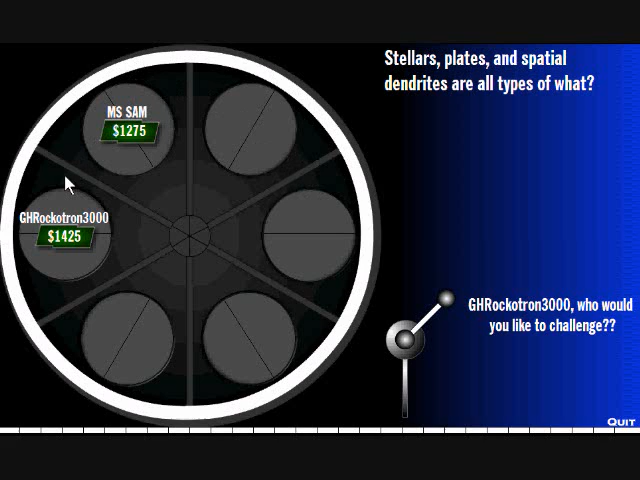 Stellars, plates, and spatial
dendrites are all types of what?
MS SAM
$1275
GHRockotron3000
$1425
GHRockotron3000, who would
you like to challenge??
QUIT